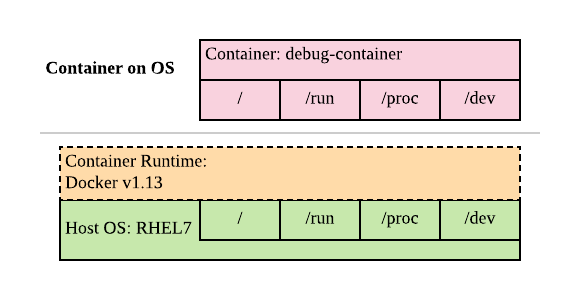 Container on OS
Container: debug-container
/ /run /proc /dev
Container Runtime:
Docker v1.13
Host OS: RHEL7 / /run /proc /dev